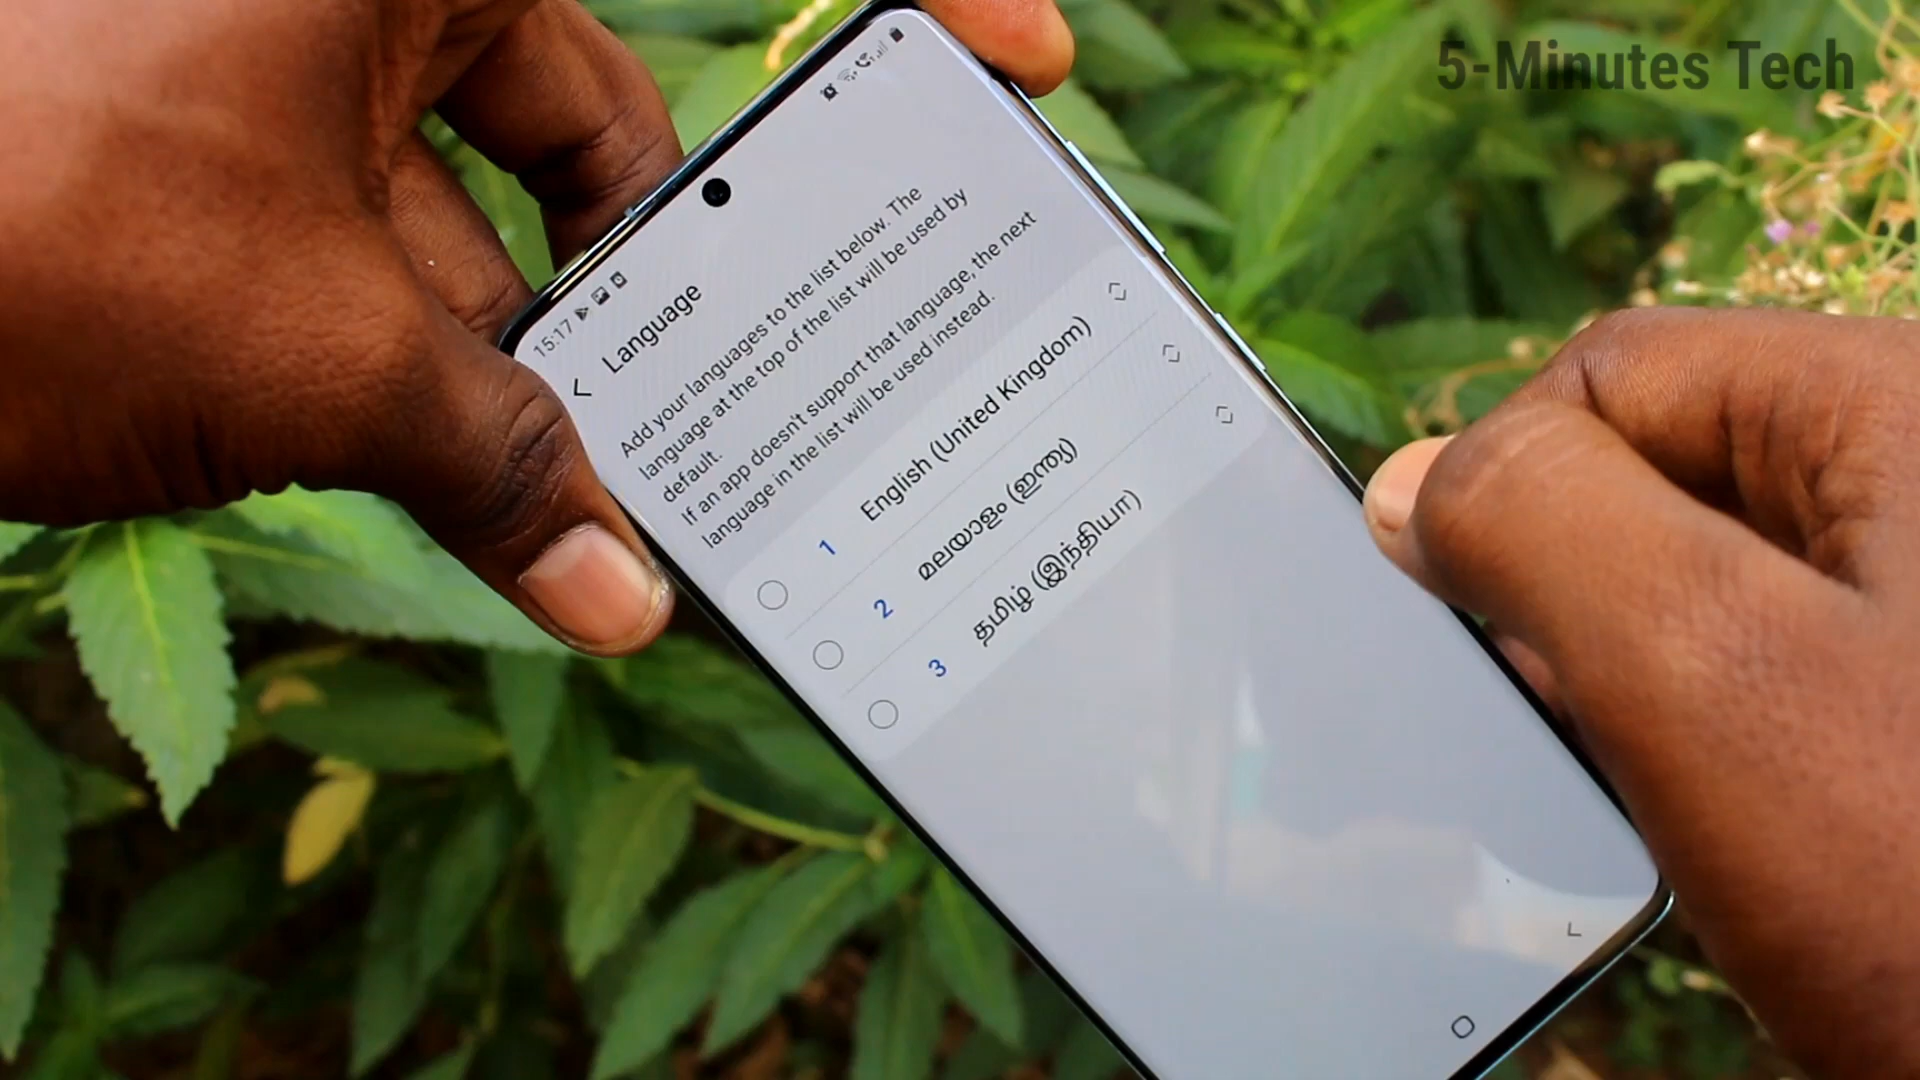 5-Minutes Tech
15:17
Language
Add your languages to the list below. The
language at the top of the list will be used by
default.
If an app doesn't support that language, the next
language in the list will be used instead.
1 English (United Kingdom)
2 മലയാളം (ഇന്ത്യ)
3 தமிழ் (இந்தியா)